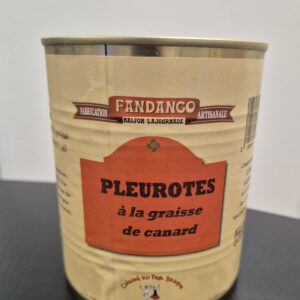 FABRICATION
FANDANGO
ARTISANALE
MAISON LAJOURNADE
PLEUROTES
à la graisse
de canard